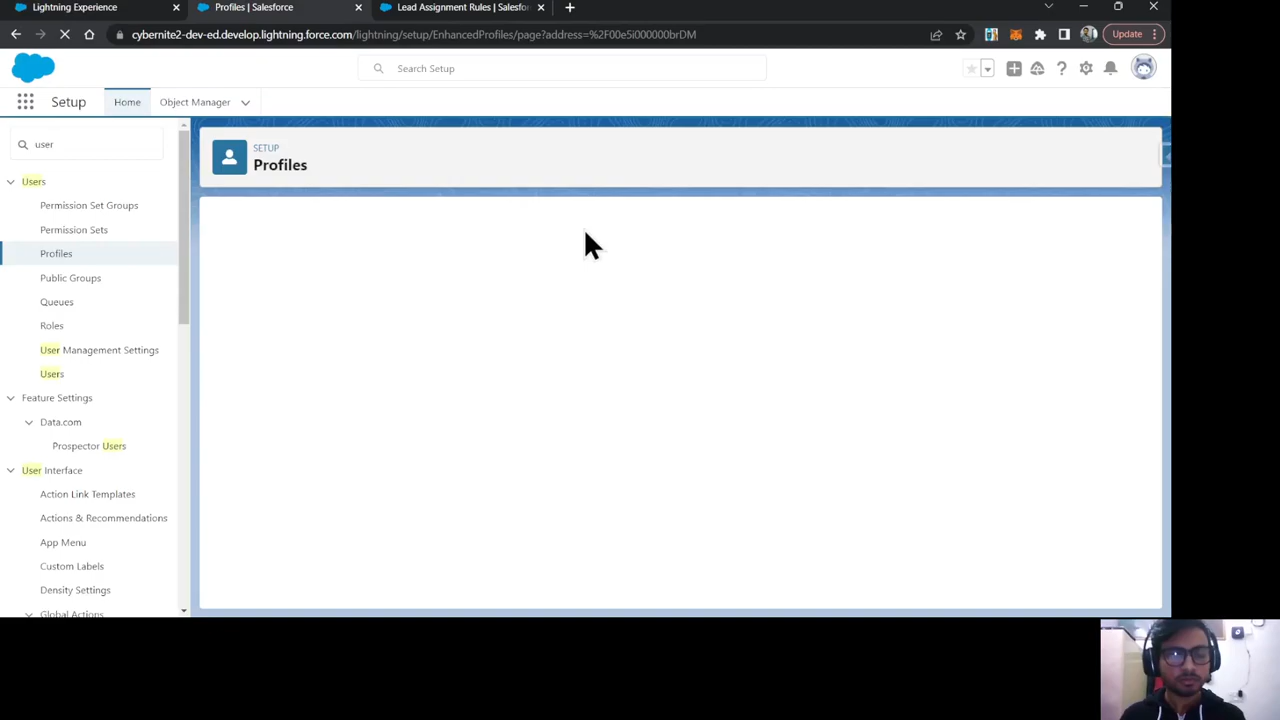 Lightning Experience
Profiles | Salesforce
Lead Assignment Rules | Salesfor
cybernite2-dev-ed.develop.lightning.force.com/lightning/setup/EnhancedProfiles/page?address=%2F00e5i000000brDM
Update
Search Setup
Setup
Home
Object Manager
user
Users
Permission Set Groups
Permission Sets
Profiles
Public Groups
Queues
Roles
User Management Settings
Users
Feature Settings
Data.com
Prospector Users
User Interface
Action Link Templates
Actions & Recommendations
App Menu
Custom Labels
Density Settings
Global Actions
SETUP
Profiles